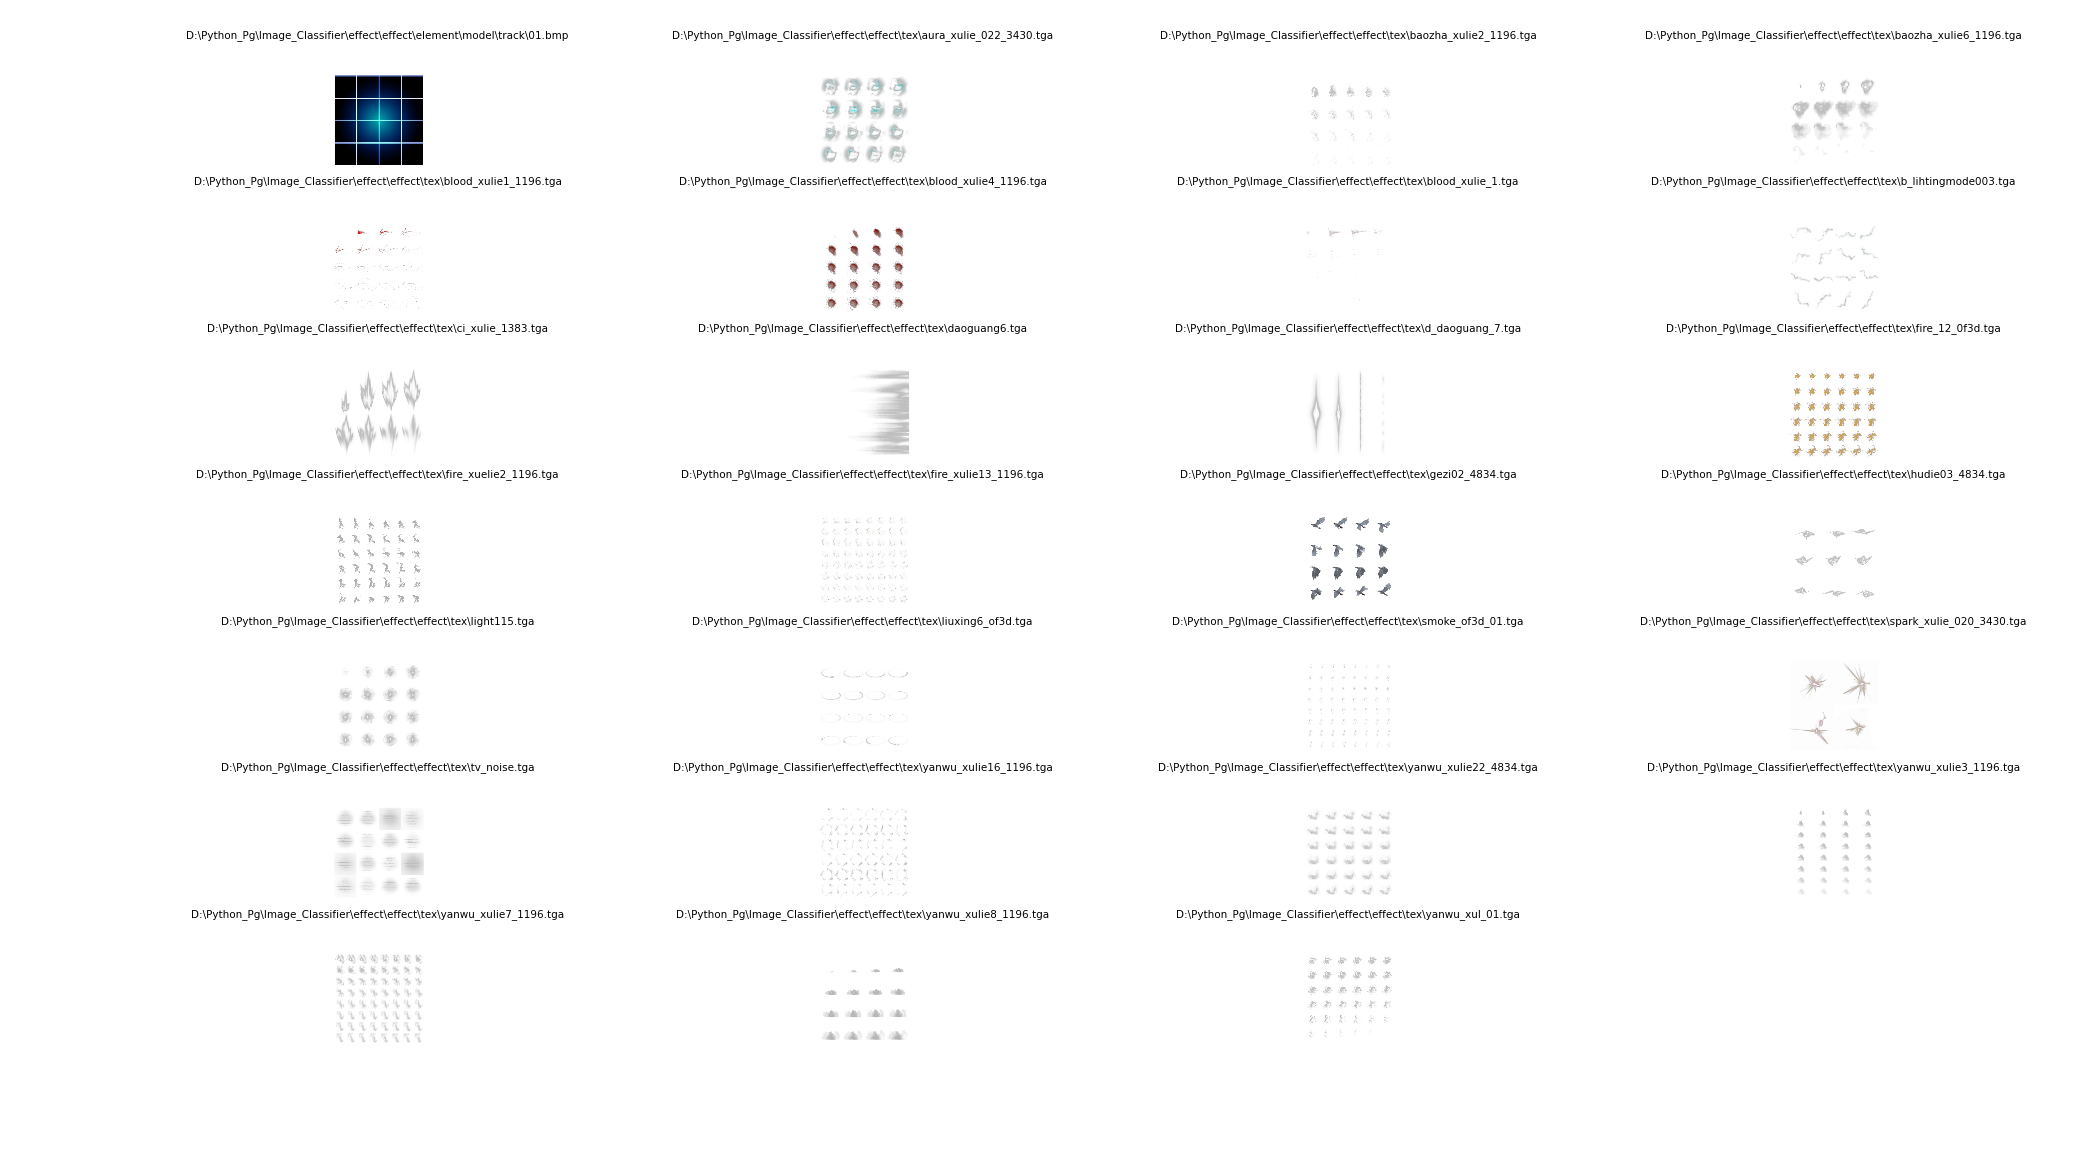 D:\Python_Pg\Image_Classifier\effect\effect\element\model\track\01.bmp
D:\Python_Pg\Image_Classifier\effect\effect\tex\aura_xulie_022_3430.tga
D:\Python_Pg\Image_Classifier\effect\effect\tex\baozha_xulie2_1196.tga
D:\Python_Pg\Image_Classifier\effect\effect\tex\baozha_xulie6_1196.tga
D:\Python_Pg\Image_Classifier\effect\effect\tex\blood_xulie1_1196.tga
D:\Python_Pg\Image_Classifier\effect\effect\tex\blood_xulie4_1196.tga
D:\Python_Pg\Image_Classifier\effect\effect\tex\blood_xulie_1.tga
D:\Python_Pg\Image_Classifier\effect\effect\tex\b_lihtingmode003.tga
D:\Python_Pg\Image_Classifier\effect\effect\tex\ci_xulie_1383.tga
D:\Python_Pg\Image_Classifier\effect\effect\tex\daoguang6.tga
D:\Python_Pg\Image_Classifier\effect\effect\tex\d_daoguang_7.tga
D:\Python_Pg\Image_Classifier\effect\effect\tex\fire_12_0f3d.tga
D:\Python_Pg\Image_Classifier\effect\effect\tex\fire_xuelie2_1196.tga
D:\Python_Pg\Image_Classifier\effect\effect\tex\fire_xulie13_1196.tga
D:\Python_Pg\Image_Classifier\effect\effect\tex\gezi02_4834.tga
D:\Python_Pg\Image_Classifier\effect\effect\tex\hudie03_4834.tga
D:\Python_Pg\Image_Classifier\effect\effect\tex\light115.tga
D:\Python_Pg\Image_Classifier\effect\effect\tex\liuxing6_of3d.tga
D:\Python_Pg\Image_Classifier\effect\effect\tex\smoke_of3d_01.tga
D:\Python_Pg\Image_Classifier\effect\effect\tex\spark_xulie_020_3430.tga
D:\Python_Pg\Image_Classifier\effect\effect\tex\tv_noise.tga
D:\Python_Pg\Image_Classifier\effect\effect\tex\yanwu_xulie16_1196.tga
D:\Python_Pg\Image_Classifier\effect\effect\tex\yanwu_xulie22_4834.tga
D:\Python_Pg\Image_Classifier\effect\effect\tex\yanwu_xulie3_1196.tga
D:\Python_Pg\Image_Classifier\effect\effect\tex\yanwu_xulie7_1196.tga
D:\Python_Pg\Image_Classifier\effect\effect\tex\yanwu_xulie8_1196.tga
D:\Python_Pg\Image_Classifier\effect\effect\tex\yanwu_xul_01.tga